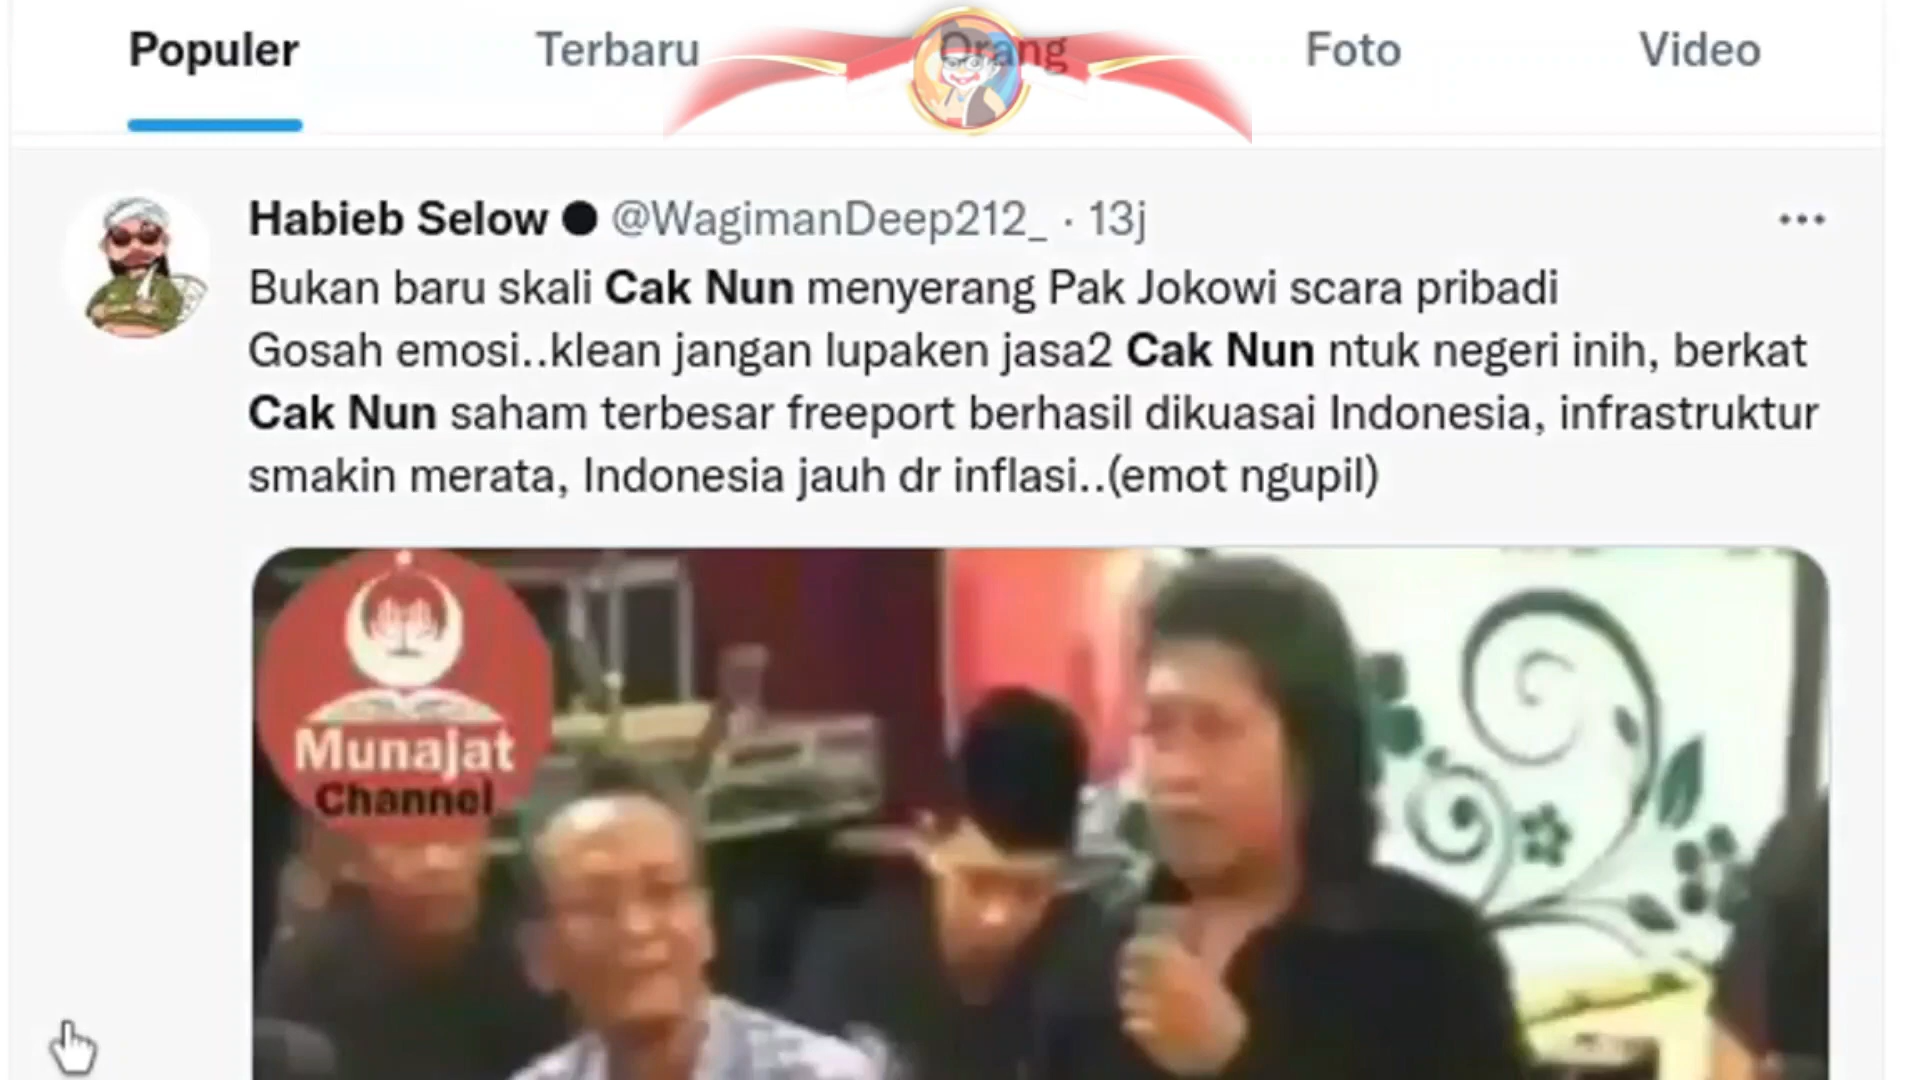 Populer Terbaru Orang Foto Video
Habieb Selow @WagimanDeep212_ · 13j
Bukan baru skali Cak Nun menyerang Pak Jokowi scara pribadi
Gosah emosi..klean jangan lupaken jasa2 Cak Nun ntuk negeri inih, berkat
Cak Nun saham terbesar freeport berhasil dikuasai Indonesia, infrastruktur
smakin merata, Indonesia jauh dr inflasi..(emot ngupil)
Munajat
Channel